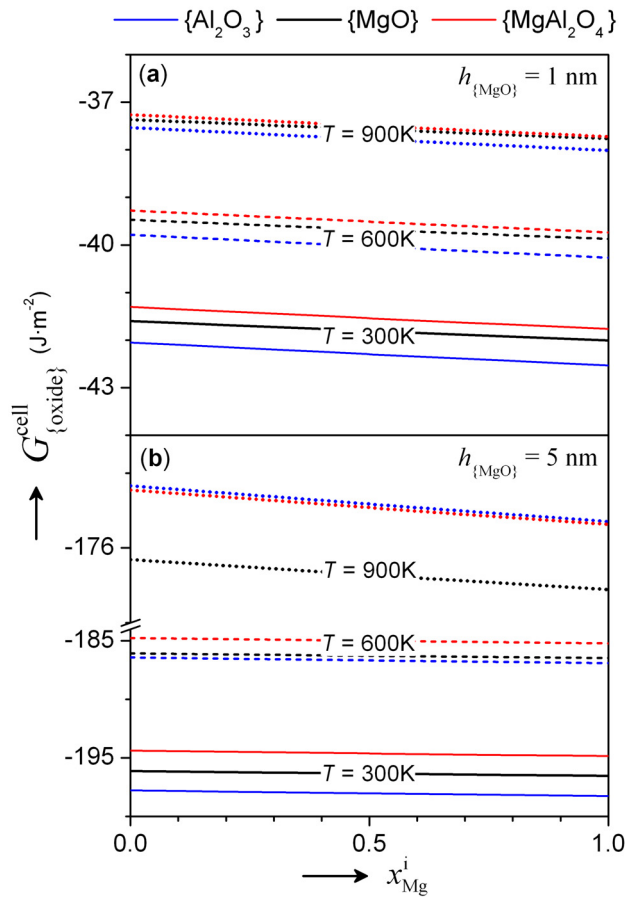 {Al₂O₃} {MgO} {MgAl₂O₄}
(a) h{MgO} = 1 nm
-37
T = 900K
-40
T = 600K
T = 300K
-43
G^cell_{oxide} (J·m⁻²)
(b) h{MgO} = 5 nm
-176
T = 900K
-185
T = 600K
-195
T = 300K
0.0 0.5 1.0
x^i_Mg